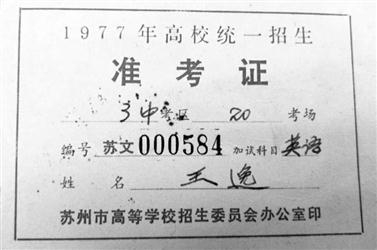 1977年高校统一招生
准考证
3中考区 20 考场
编号 苏文 000584 加试科目 英语
姓名 王逸
苏州市高等学校招生委员会办公室印